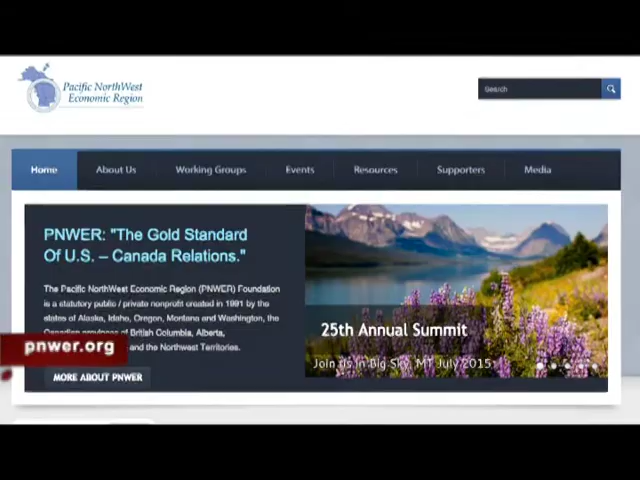 Pacific NorthWest
Economic Region
Search
Home
About Us
Working Groups
Events
Resources
Supporters
Media
PNWER: "The Gold Standard
Of U.S. – Canada Relations."
The Pacific NorthWest Economic Region (PNWER) Foundation
is a statutory public / private nonprofit created in 1991 by the
states of Alaska, Idaho, Oregon, Montana and Washington, the
Canadian provinces of British Columbia, Alberta,
and the Northwest Territories.
MORE ABOUT PNWER
25th Annual Summit
Join us in Big Sky, MT July 2015
pnwer.org